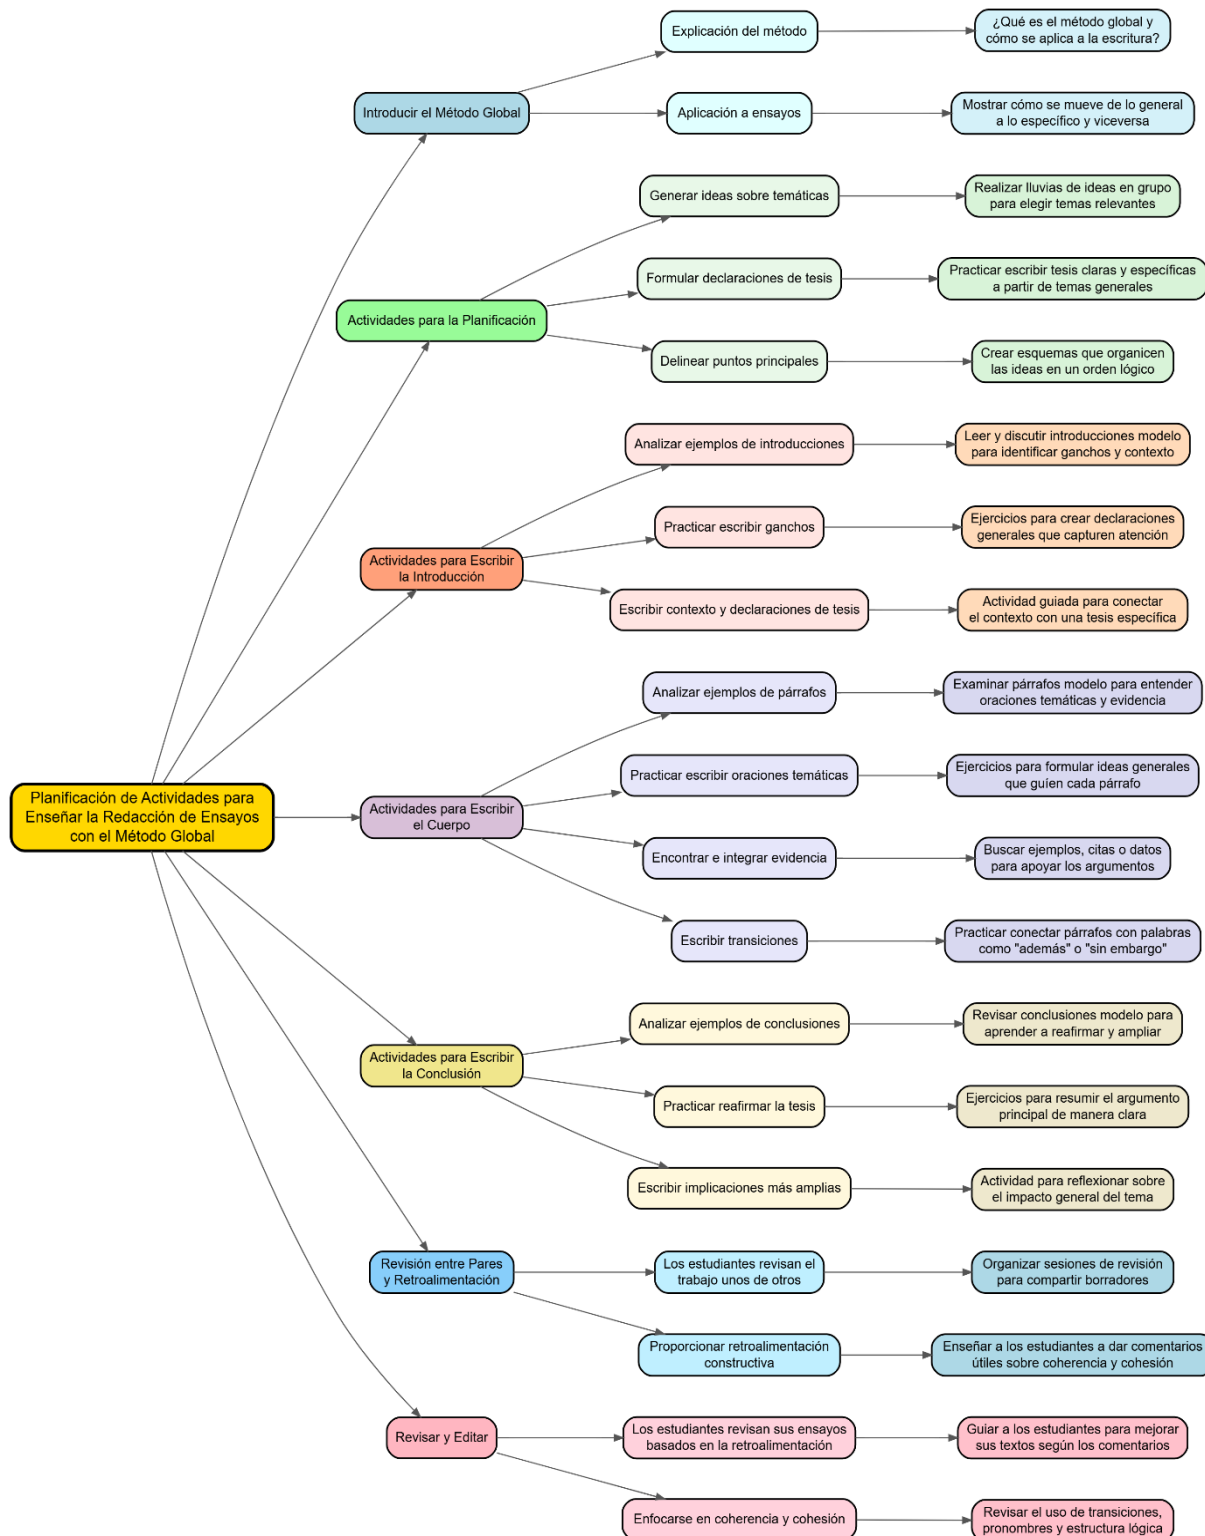 Explicación del método
¿Qué es el método global y
cómo se aplica a la escritura?
Introducir el Método Global
Aplicación a ensayos
Mostrar cómo se mueve de lo general
a lo específico y viceversa
Generar ideas sobre temáticas
Realizar lluvias de ideas en grupo
para elegir temas relevantes
Formular declaraciones de tesis
Practicar escribir tesis claras y específicas
a partir de temas generales
Actividades para la Planificación
Delinear puntos principales
Crear esquemas que organicen
las ideas en un orden lógico
Analizar ejemplos de introducciones
Leer y discutir introducciones modelo
para identificar ganchos y contexto
Practicar escribir ganchos
Ejercicios para crear declaraciones
generales que capturen atención
Actividades para Escribir
la Introducción
Escribir contexto y declaraciones de tesis
Actividad guiada para conectar
el contexto con una tesis específica
Analizar ejemplos de párrafos
Examinar párrafos modelo para entender
oraciones temáticas y evidencia
Practicar escribir oraciones temáticas
Ejercicios para formular ideas generales
que guíen cada párrafo
Planificación de Actividades para
Enseñar la Redacción de Ensayos
con el Método Global
Actividades para Escribir
el Cuerpo
Encontrar e integrar evidencia
Buscar ejemplos, citas o datos
para apoyar los argumentos
Escribir transiciones
Practicar conectar párrafos con palabras
como "además" o "sin embargo"
Analizar ejemplos de conclusiones
Revisar conclusiones modelo para
aprender a reafirmar y ampliar
Actividades para Escribir
la Conclusión
Practicar reafirmar la tesis
Ejercicios para resumir el argumento
principal de manera clara
Escribir implicaciones más amplias
Actividad para reflexionar sobre
el impacto general del tema
Revisión entre Pares
y Retroalimentación
Los estudiantes revisan el
trabajo unos de otros
Organizar sesiones de revisión
para compartir borradores
Proporcionar retroalimentación
constructiva
Enseñar a los estudiantes a dar comentarios
útiles sobre coherencia y cohesión
Revisar y Editar
Los estudiantes revisan sus ensayos
basados en la retroalimentación
Guiar a los estudiantes para mejorar
sus textos según los comentarios
Enfocarse en coherencia y cohesión
Revisar el uso de transiciones,
pronombres y estructura lógica